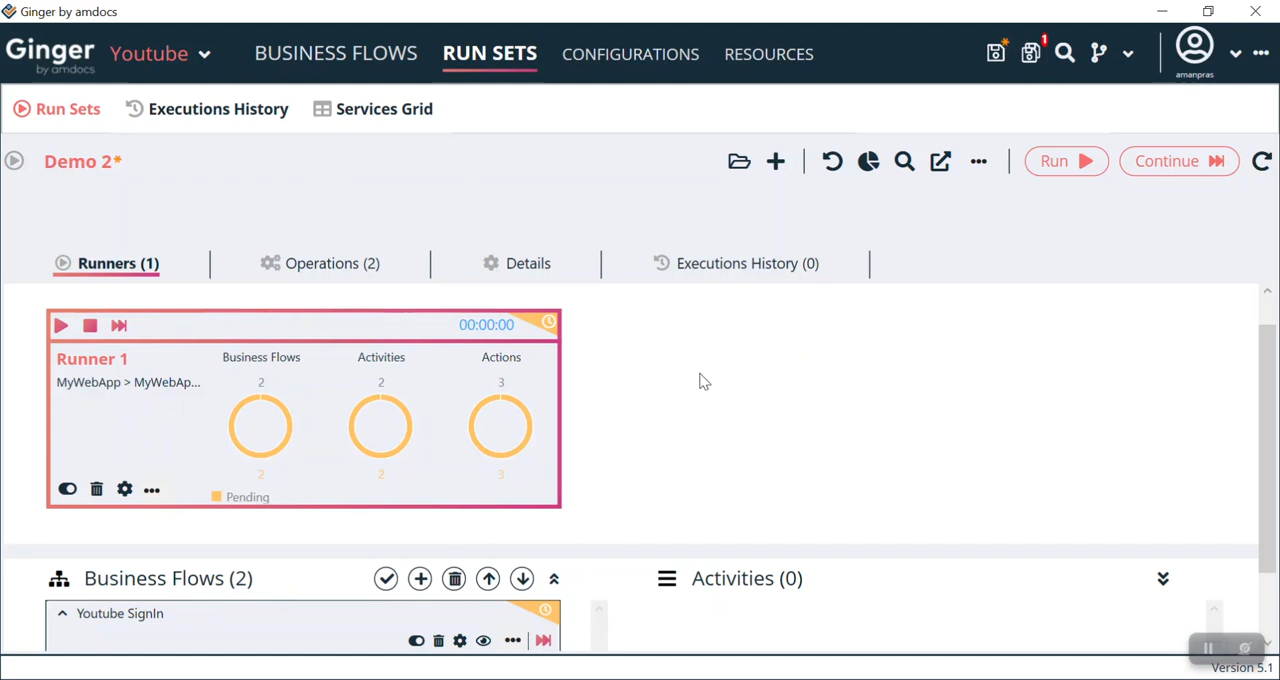 Ginger by amdocs
Ginger by amdocs Youtube BUSINESS FLOWS RUN SETS CONFIGURATIONS RESOURCES 1 amanpras
Run Sets Executions History Services Grid
Demo 2* Run Continue
Runners (1) Operations (2) Details Executions History (0)
00:00:00
Runner 1 Business Flows Activities Actions
MyWebApp > MyWebAp... 2 2 3
2 2 3
Pending
Business Flows (2) Activities (0)
Youtube SignIn
Version 5.1